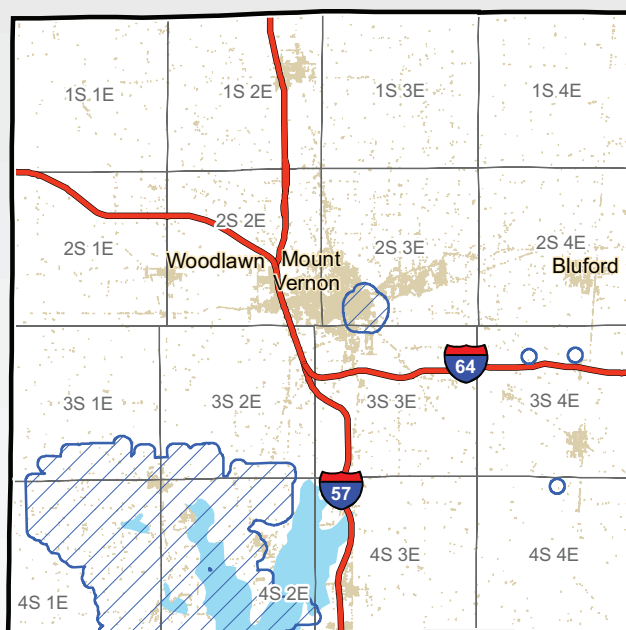 1S 1E
1S 2E
1S 3E
1S 4E
2S 1E
2S 2E
2S 3E
2S 4E
Woodlawn
Mount
Vernon
Bluford
64
3S 1E
3S 2E
3S 3E
3S 4E
57
4S 1E
4S 2E
4S 3E
4S 4E